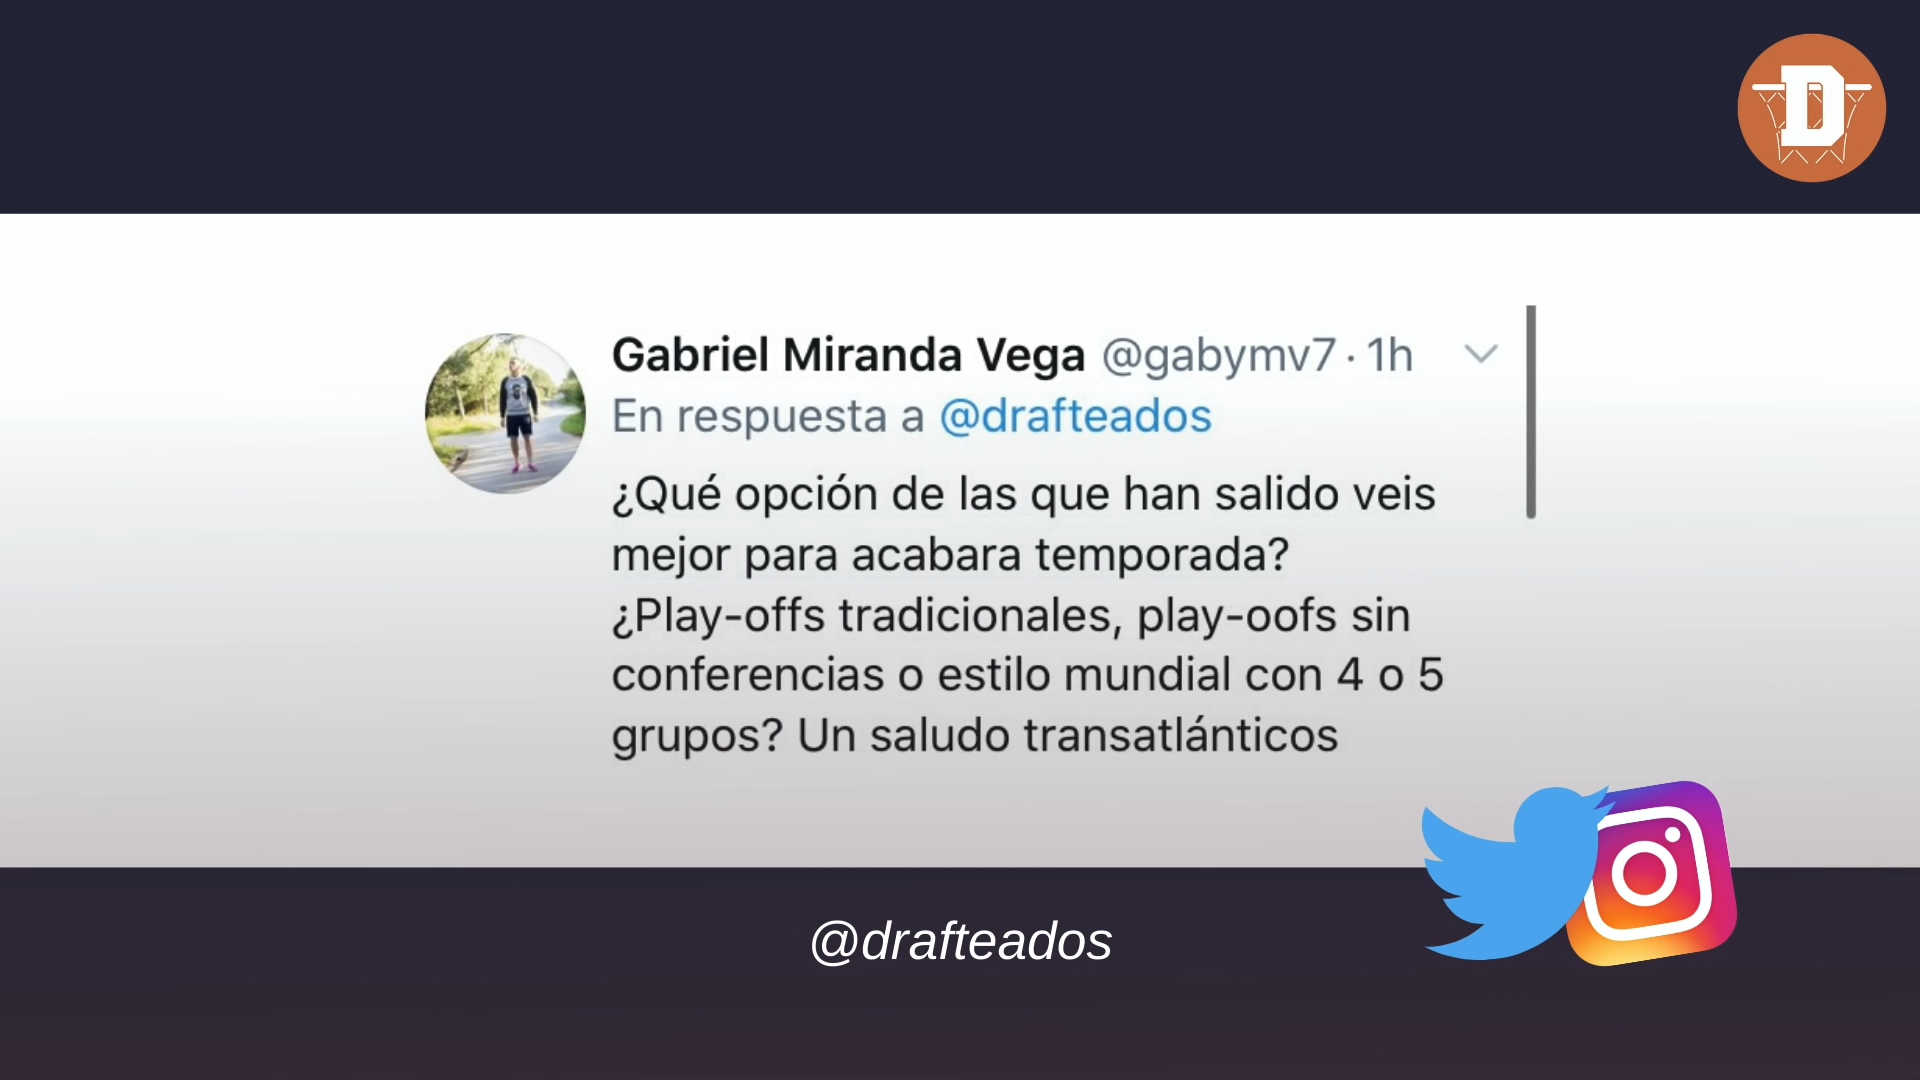 D
Gabriel Miranda Vega @gabymv7 · 1h
En respuesta a @drafteados
¿Qué opción de las que han salido veis
mejor para acabara temporada?
¿Play-offs tradicionales, play-oofs sin
conferencias o estilo mundial con 4 o 5
grupos? Un saludo transatlánticos
@drafteados